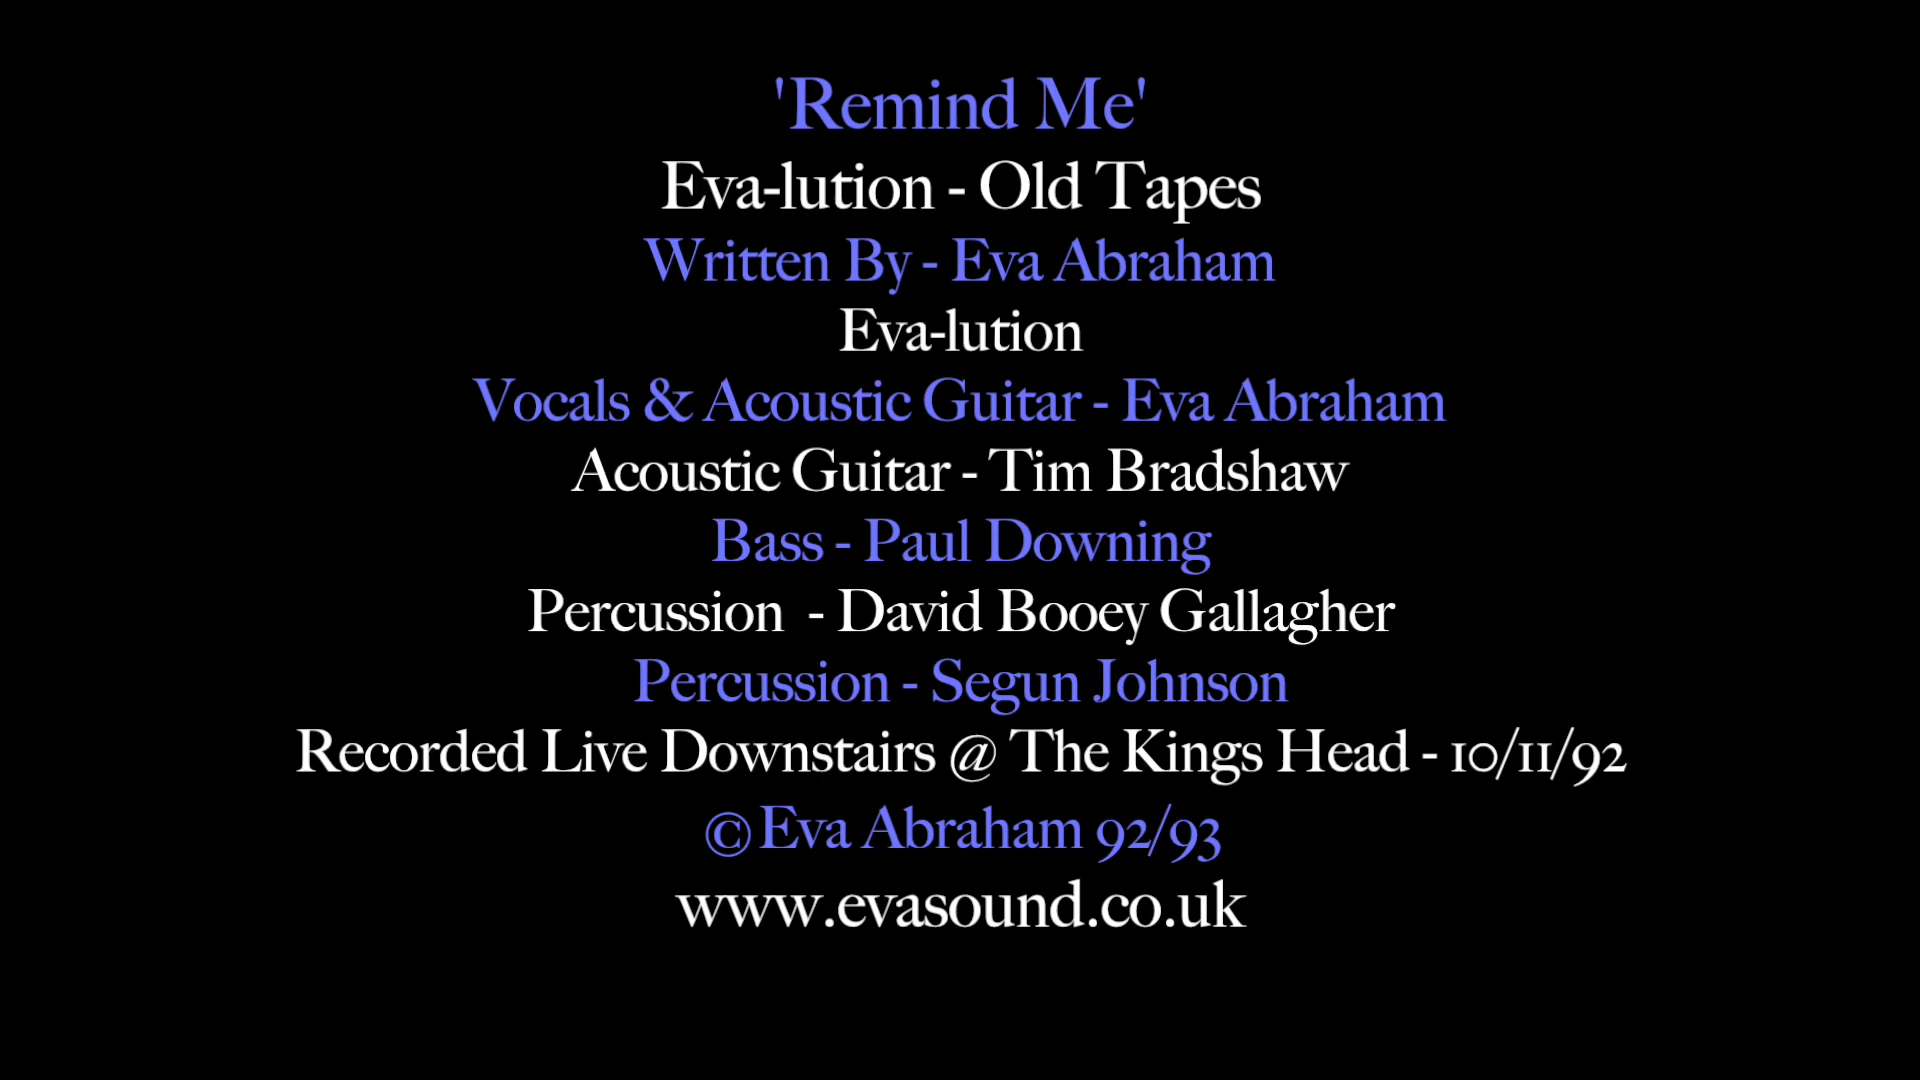 'Remind Me'
Eva-lution - Old Tapes
Written By - Eva Abraham
Eva-lution
Vocals & Acoustic Guitar - Eva Abraham
Acoustic Guitar - Tim Bradshaw
Bass - Paul Downing
Percussion  - David Booey Gallagher
Percussion - Segun Johnson
Recorded Live Downstairs @ The Kings Head - 10/11/92
© Eva Abraham 92/93
www.evasound.co.uk